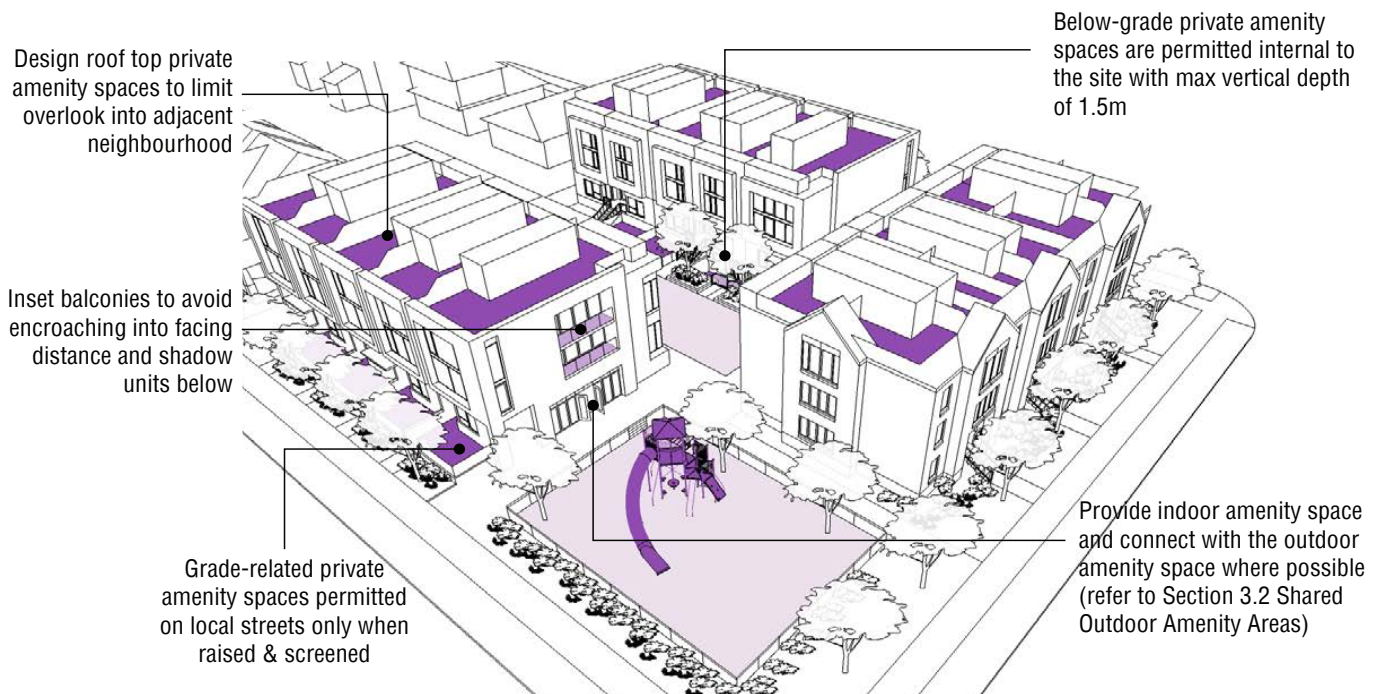 Design roof top private
amenity spaces to limit
overlook into adjacent
neighbourhood
Below-grade private amenity
spaces are permitted internal to
the site with max vertical depth
of 1.5m
Inset balconies to avoid
encroaching into facing
distance and shadow
units below
Grade-related private
amenity spaces permitted
on local streets only when
raised & screened
Provide indoor amenity space
and connect with the outdoor
amenity space where possible
(refer to Section 3.2 Shared
Outdoor Amenity Areas)